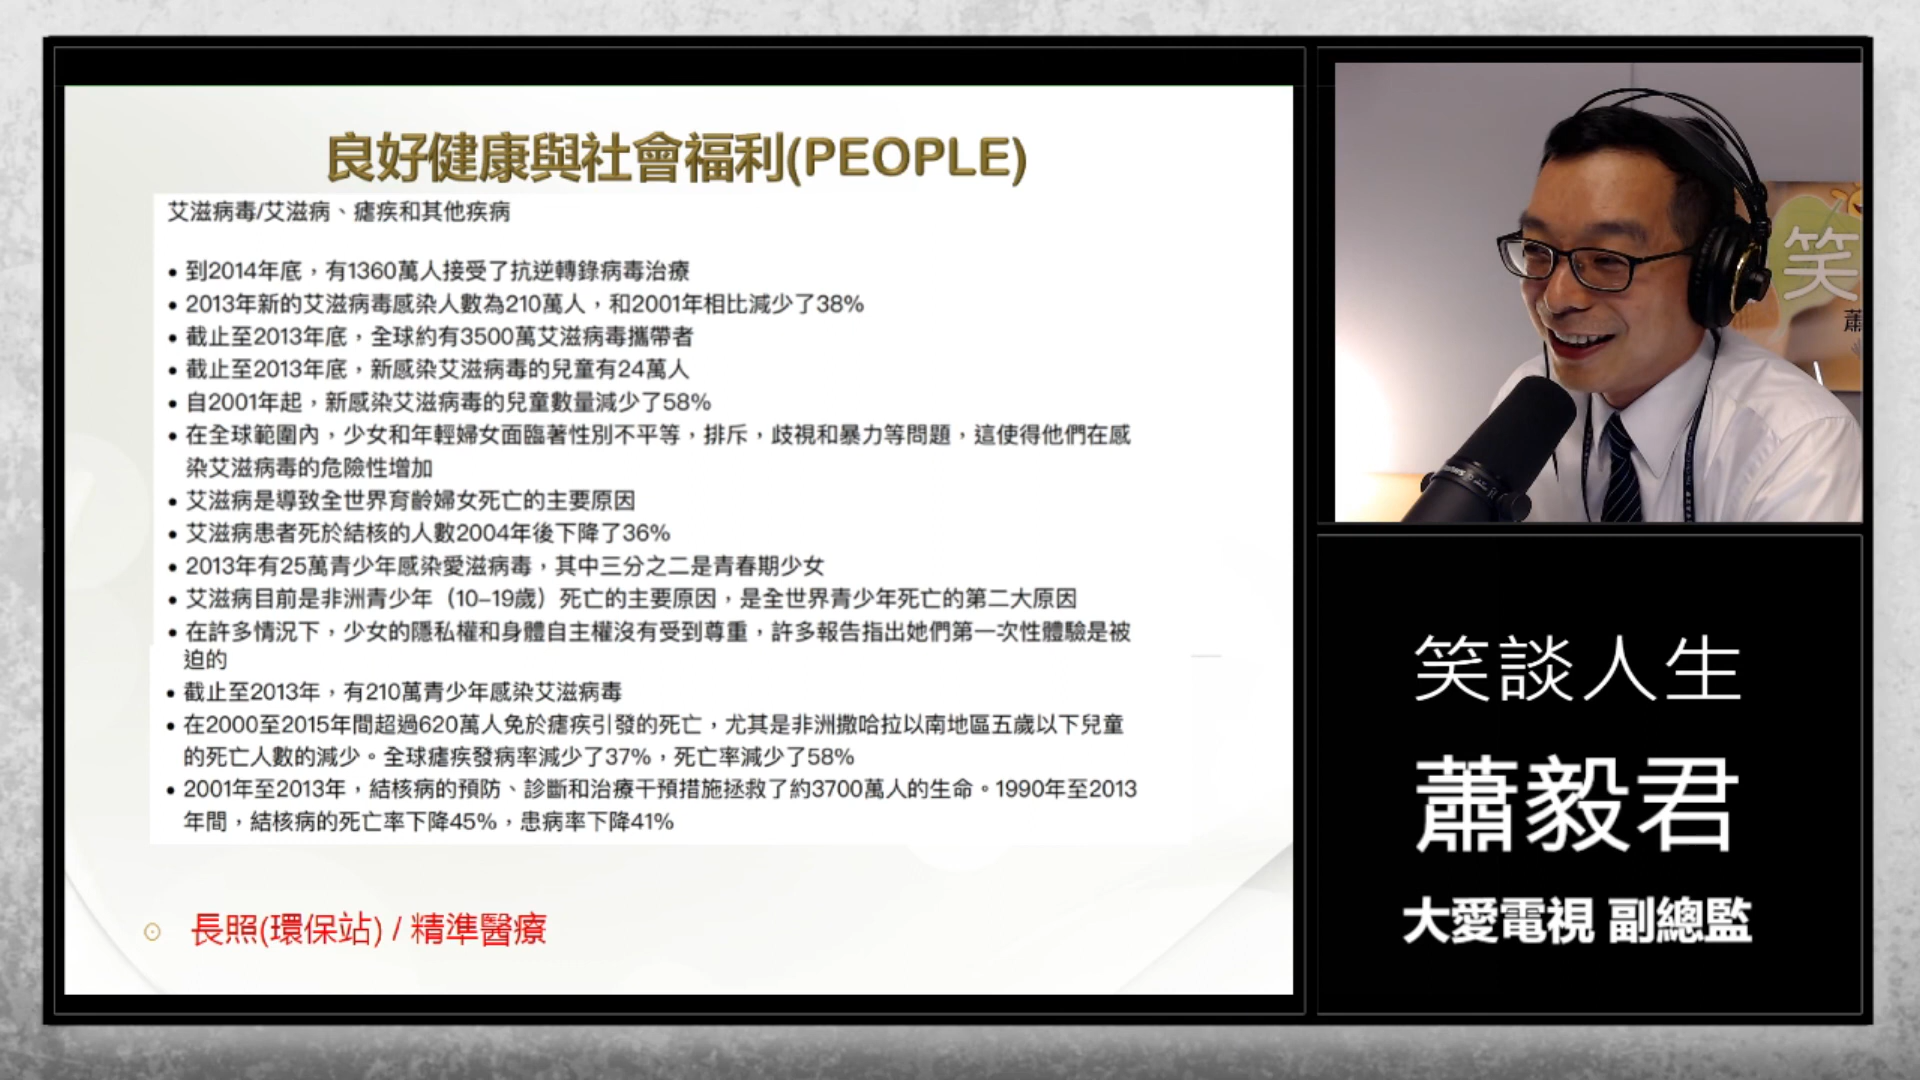 良好健康與社會福利(PEOPLE)
艾滋病毒/艾滋病、瘧疾和其他疾病
• 到2014年底，有1360萬人接受了抗逆轉錄病毒治療
• 2013年新的艾滋病毒感染人數為210萬人，和2001年相比減少了38%
• 截止至2013年底，全球約有3500萬艾滋病毒攜帶者
• 截止至2013年底，新感染艾滋病毒的兒童有24萬人
• 自2001年起，新感染艾滋病毒的兒童數量減少了58%
• 在全球範圍內，少女和年輕婦女面臨著性別不平等，排斥，歧視和暴力等問題，這使得他們在感
染艾滋病毒的危險性增加
• 艾滋病是導致全世界育齡婦女死亡的主要原因
• 艾滋病患者死於結核的人數2004年後下降了36%
• 2013年有25萬青少年感染愛滋病毒，其中三分之二是青春期少女
• 艾滋病目前是非洲青少年（10–19歲）死亡的主要原因，是全世界青少年死亡的第二大原因
• 在許多情況下，少女的隱私權和身體自主權沒有受到尊重，許多報告指出她們第一次性體驗是被
迫的
• 截止至2013年，有210萬青少年感染艾滋病毒
• 在2000至2015年間超過620萬人免於瘧疾引發的死亡，尤其是非洲撒哈拉以南地區五歲以下兒童
的死亡人數的減少。全球瘧疾發病率減少了37%，死亡率減少了58%
• 2001年至2013年，結核病的預防、診斷和治療干預措施拯救了約3700萬人的生命。1990年至2013
年間，結核病的死亡率下降45%，患病率下降41%
長照(環保站) / 精準醫療
笑
蕭
笑談人生
蕭毅君
大愛電視 副總監